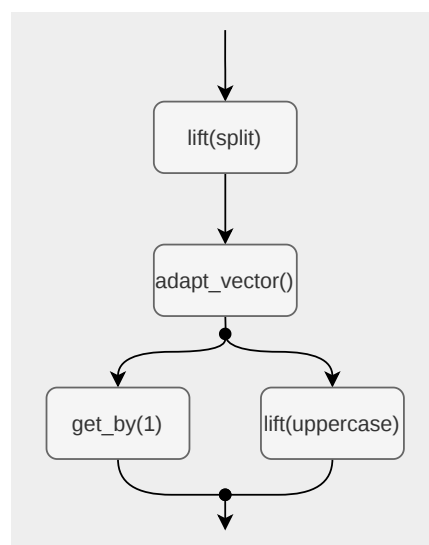 lift(split)
adapt_vector()
get_by(1)
lift(uppercase)